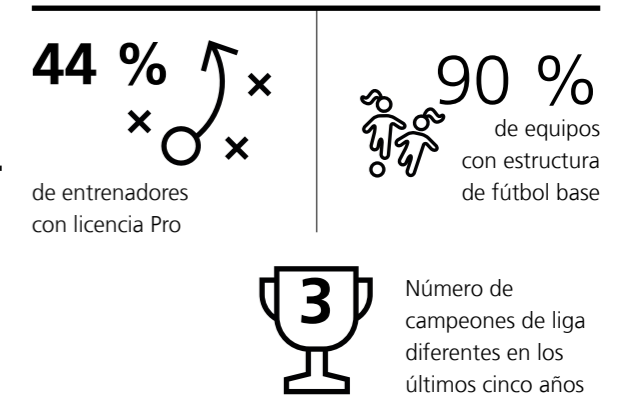 44 %
de entrenadores
con licencia Pro
90 %
de equipos
con estructura
de fútbol base
3
Número de
campeones de liga
diferentes en los
últimos cinco años